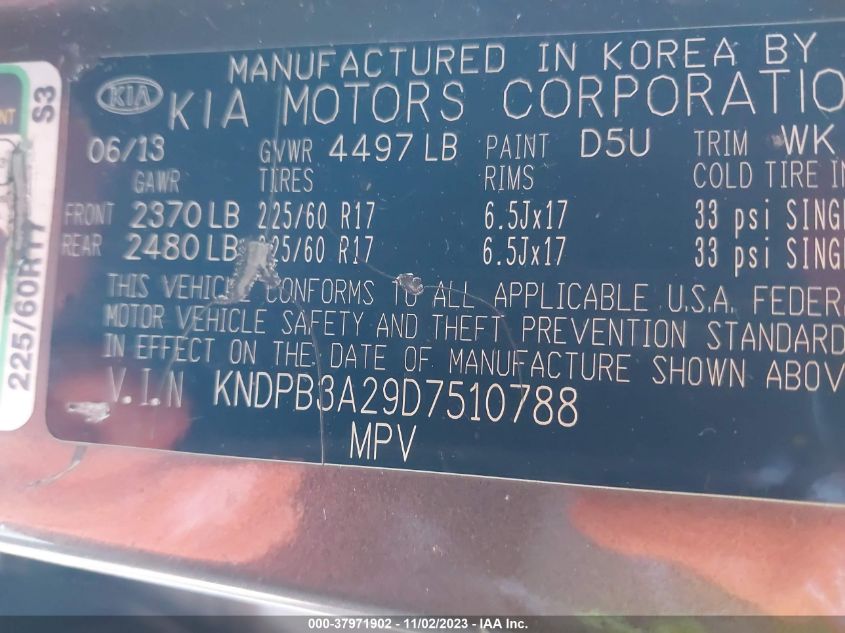 MANUFACTURED IN KOREA BY
KIA KIA MOTORS CORPORATIO
06/13 GVWR 4497 LB PAINT D5U TRIM WK
GAWR TIRES RIMS COLD TIRE I
FRONT 2370 LB 225/60 R17 6.5Jx17 33 psi SING
REAR 2480 LB 225/60 R17 6.5Jx17 33 psi SING
THIS VEHICLE CONFORMS TO ALL APPLICABLE U.S.A. FEDER
MOTOR VEHICLE SAFETY AND THEFT PREVENTION STANDARD
IN EFFECT ON THE DATE OF MANUFACTURE SHOWN ABOV
V.I.N KNDPB3A29D7510788
MPV
225/60R17 S3
NT
000-37971902 - 11/02/2023 - IAA Inc.